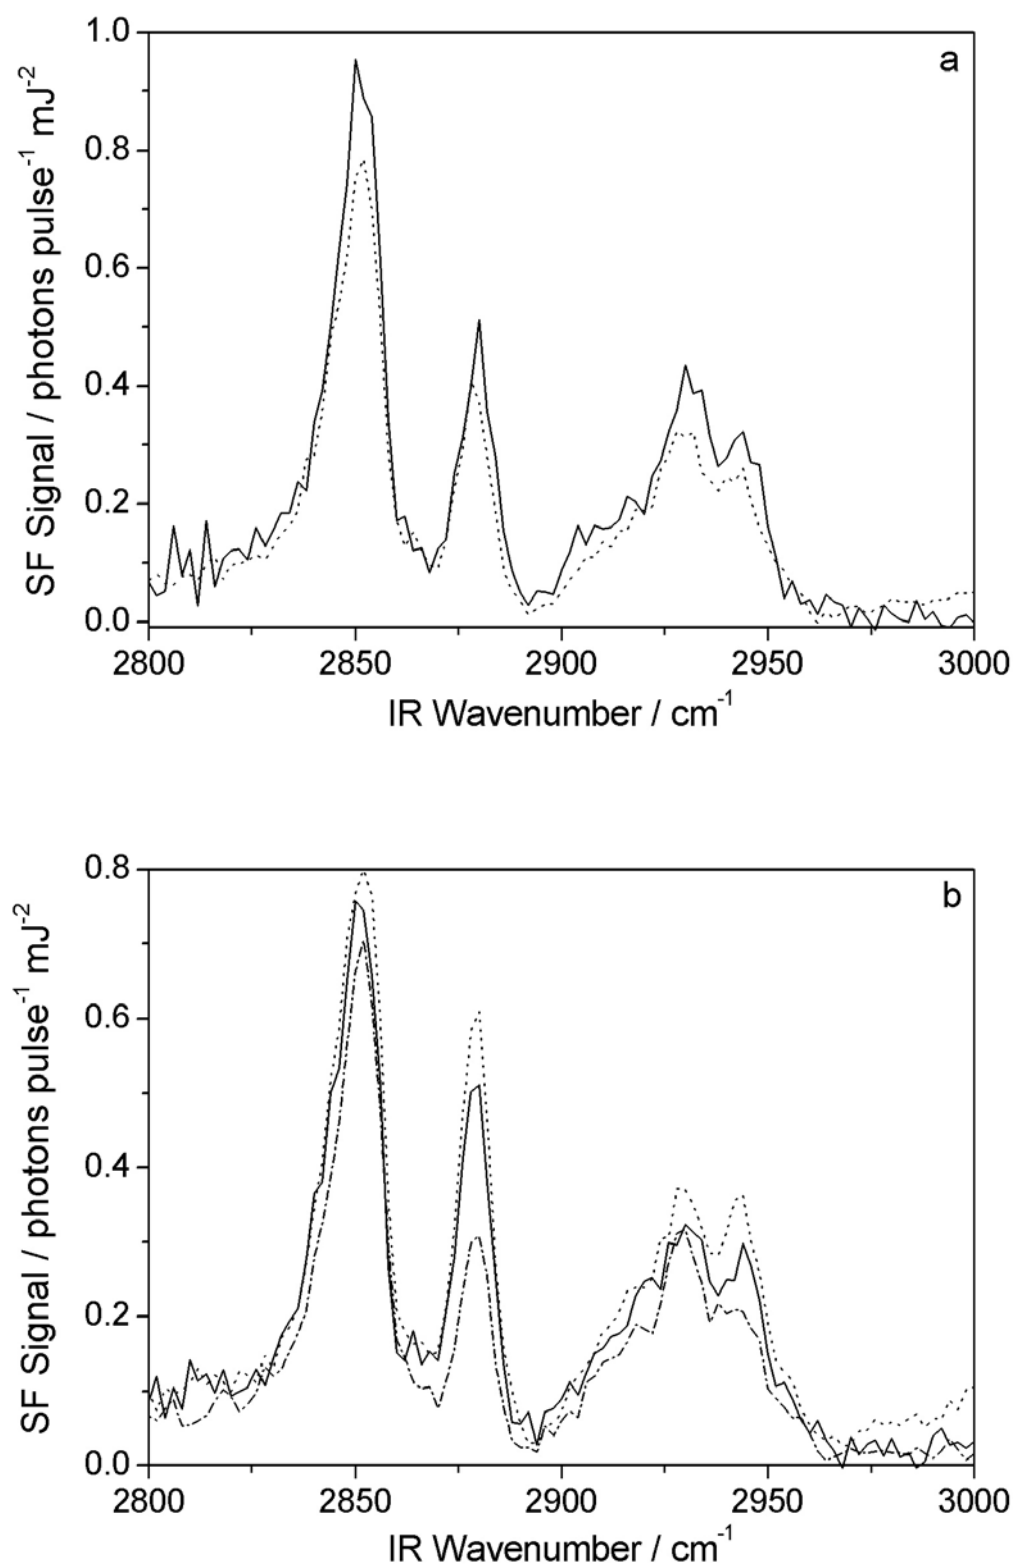 a
1.0
0.8
0.6
0.4
0.2
0.0
SF Signal / photons pulse⁻¹ mJ⁻²
2800 2850 2900 2950 3000
IR Wavenumber / cm⁻¹
b
0.8
0.6
0.4
0.2
0.0
SF Signal / photons pulse⁻¹ mJ⁻²
2800 2850 2900 2950 3000
IR Wavenumber / cm⁻¹